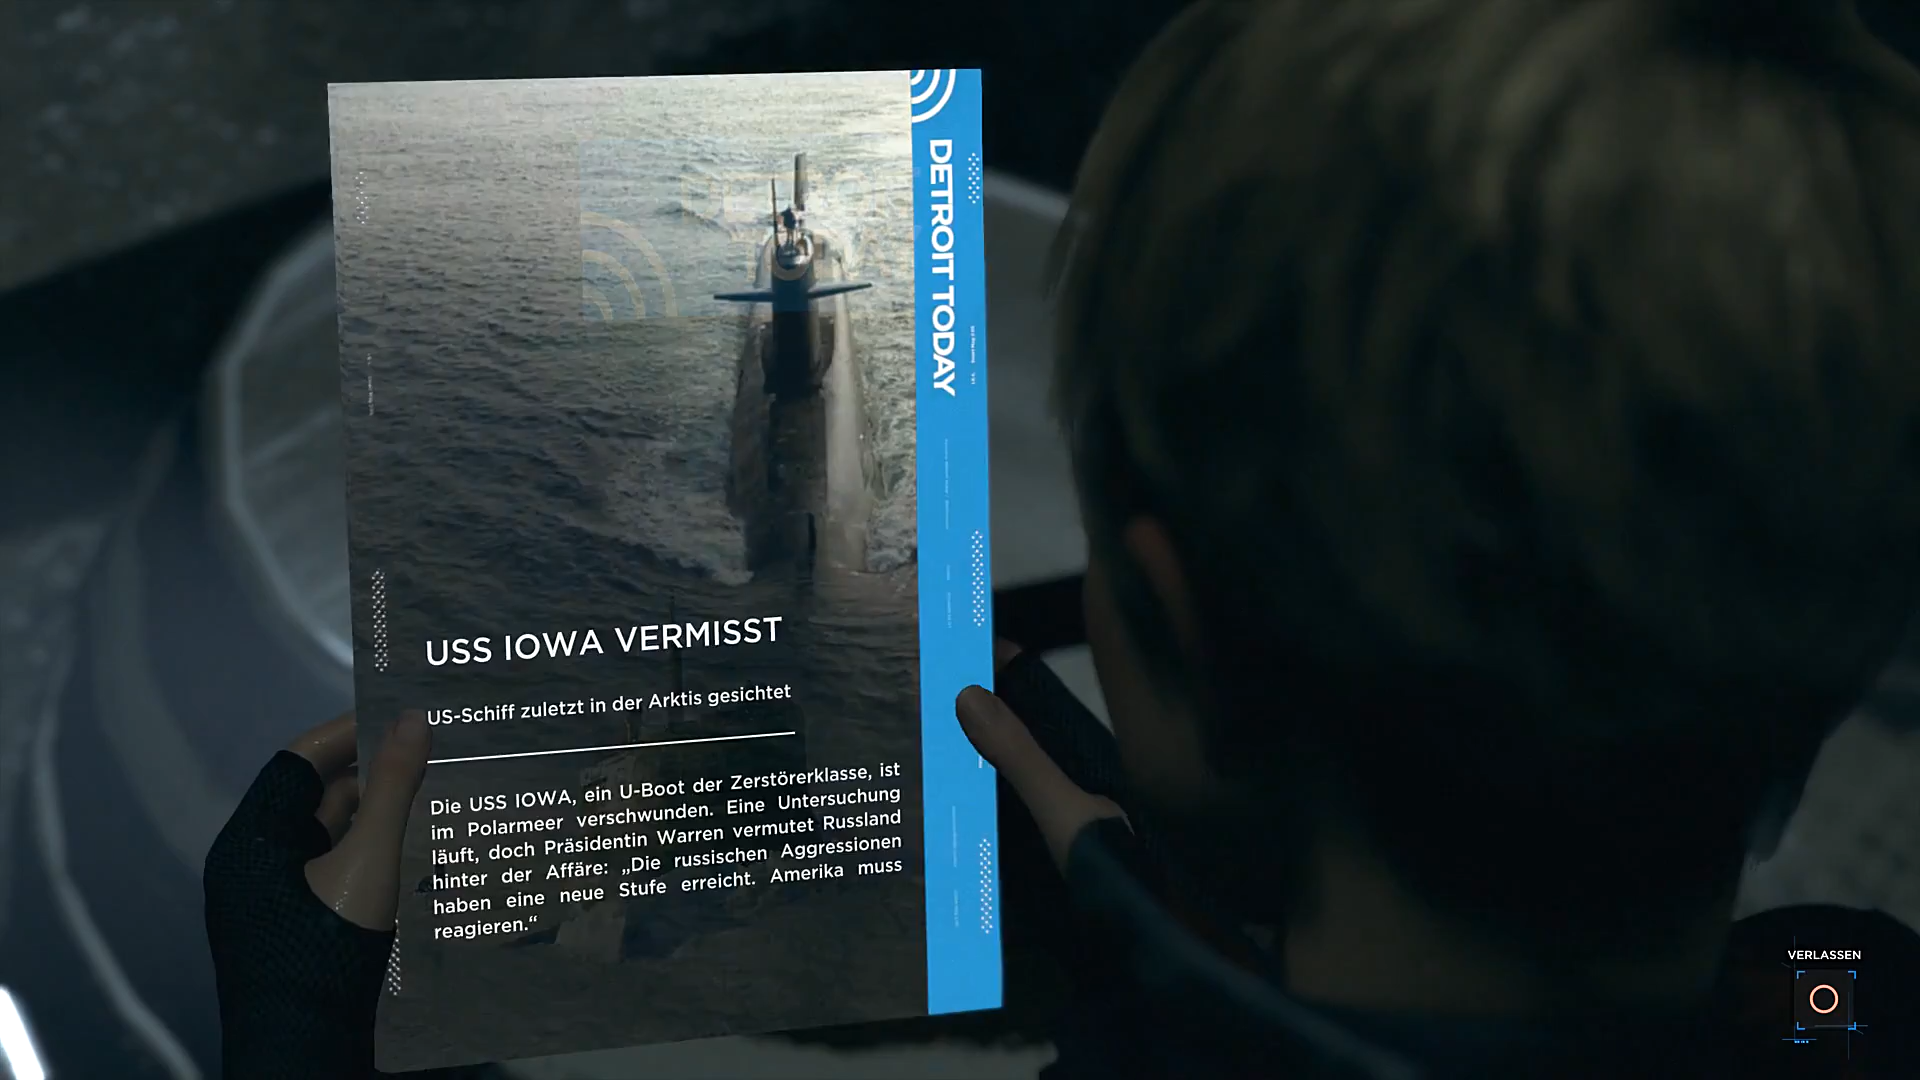 DETROIT TODAY
USS IOWA VERMISST
US-Schiff zuletzt in der Arktis gesichtet
Die USS IOWA, ein U-Boot der Zerstörerklasse, ist
im Polarmeer verschwunden. Eine Untersuchung
läuft, doch Präsidentin Warren vermutet Russland
hinter der Affäre: „Die russischen Aggressionen
haben eine neue Stufe erreicht. Amerika muss
reagieren.“
VERLASSEN